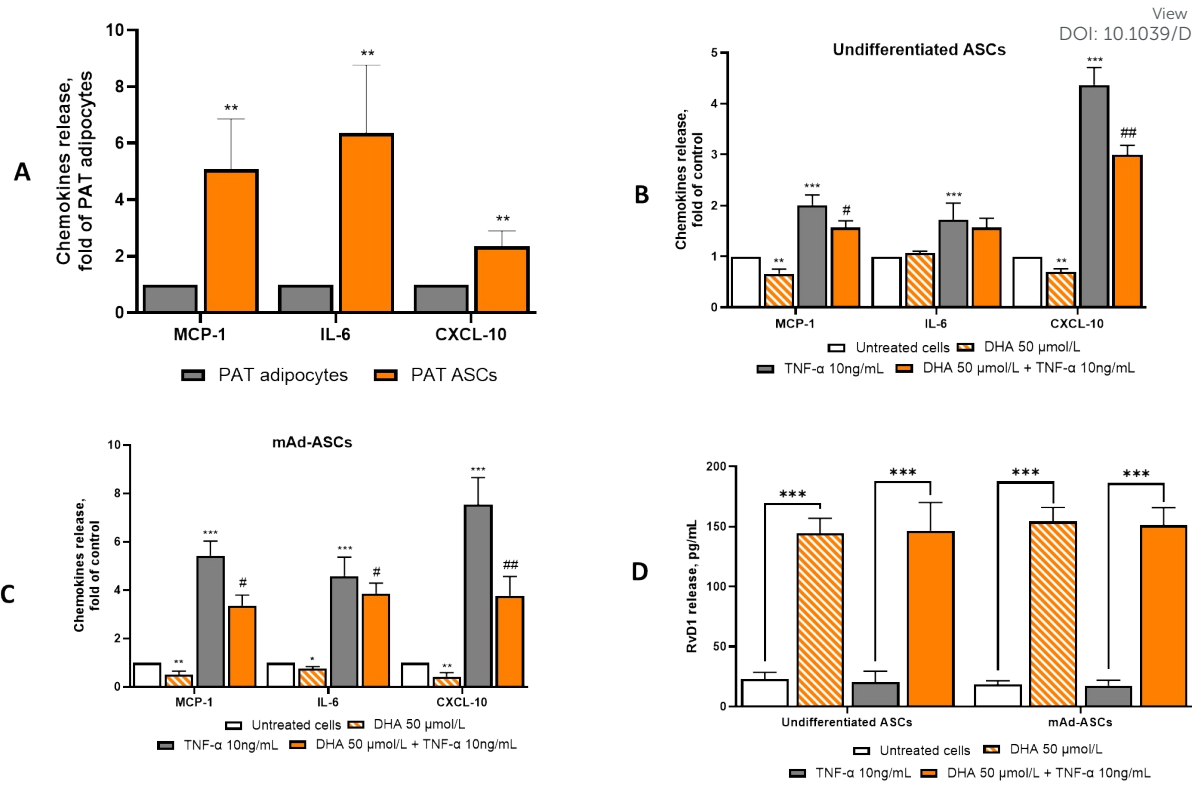 View
DOI: 10.1039/D
A
Chemokines release,
fold of PAT adipocytes
10
8
6
4
2
0
**
**
**
MCP-1 IL-6 CXCL-10
PAT adipocytes PAT ASCs
B
Undifferentiated ASCs
Chemokines release,
fold of control
5
4
3
2
1
0
**
***
#
***
**
***
##
MCP-1 IL-6 CXCL-10
Untreated cells DHA 50 µmol/L
TNF-α 10ng/mL DHA 50 µmol/L + TNF-α 10ng/mL
C
mAd-ASCs
Chemokines release,
fold of control
10
8
6
4
2
0
**
***
#
*
***
#
**
***
##
MCP-1 IL-6 CXCL-10
Untreated cells DHA 50 µmol/L
TNF-α 10ng/mL DHA 50 µmol/L + TNF-α 10ng/mL
D
RvD1 release, pg/mL
200
150
100
50
0
***
***
***
***
Undifferentiated ASCs mAd-ASCs
Untreated cells DHA 50 µmol/L
TNF-α 10ng/mL DHA 50 µmol/L + TNF-α 10ng/mL